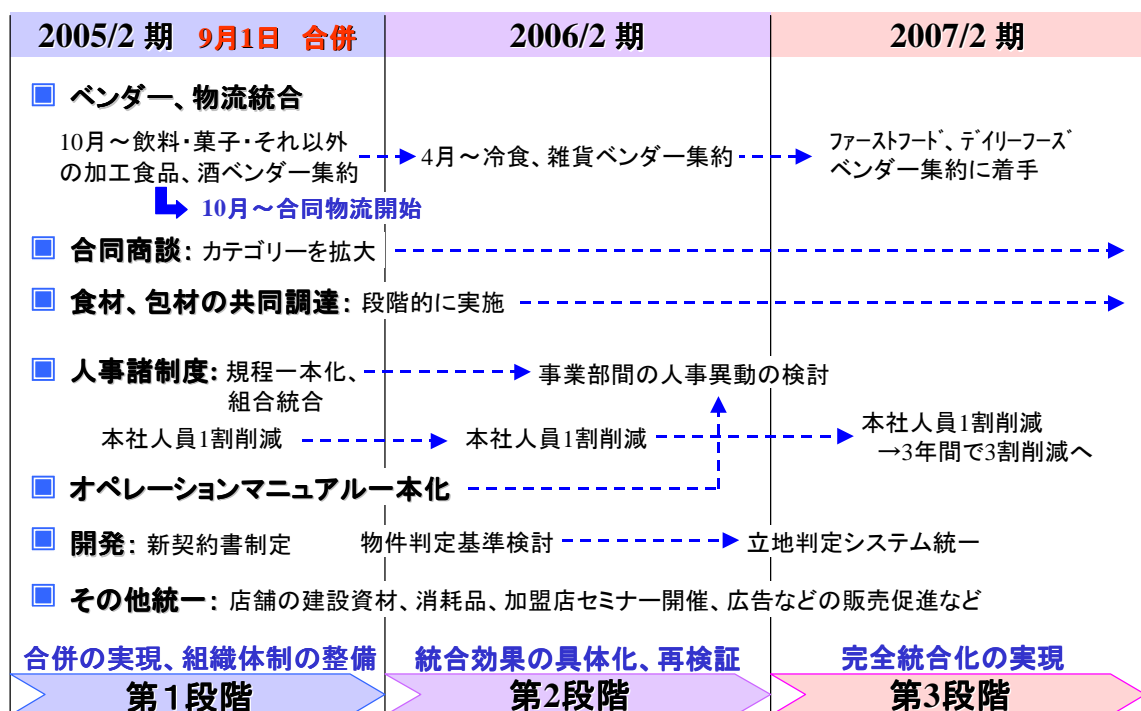 2005/2 期 9月1日 合併
2006/2 期
2007/2 期
ベンダー、物流統合
10月～飲料・菓子・それ以外
の加工食品、酒ベンダー集約
4月～冷食、雑貨ベンダー集約
ﾌｧｰｽﾄﾌｰﾄﾞ、ﾃﾞｲﾘｰﾌｰｽﾞ
ベンダー集約に着手
10月～合同物流開始
合同商談: カテゴリーを拡大
食材、包材の共同調達: 段階的に実施
人事諸制度: 規程一本化、
組合統合
事業部間の人事異動の検討
本社人員1割削減
本社人員1割削減
本社人員1割削減
→3年間で3割削減へ
オペレーションマニュアル一本化
開発: 新契約書制定
物件判定基準検討
立地判定システム統一
その他統一: 店舗の建設資材、消耗品、加盟店セミナー開催、広告などの販売促進など
合併の実現、組織体制の整備
統合効果の具体化、再検証
完全統合化の実現
第１段階
第2段階
第3段階